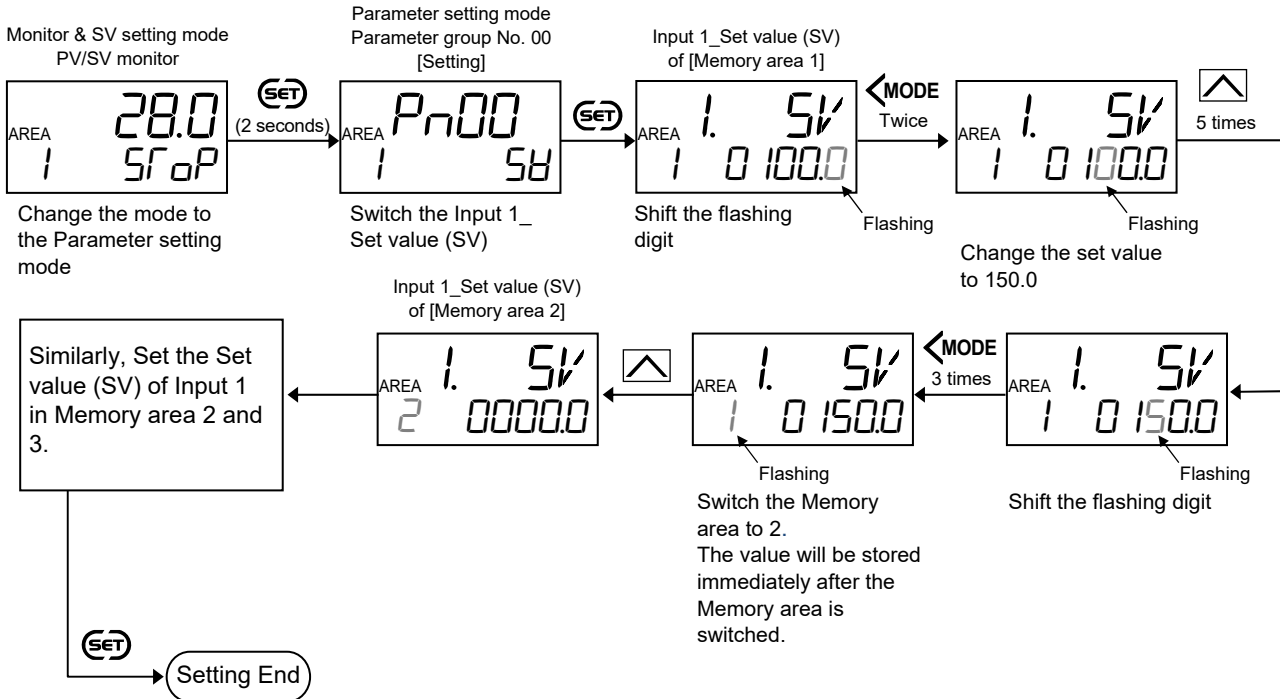 Monitor & SV setting mode
PV/SV monitor
28.0
AREA
1 SToP
Change the mode to
the Parameter setting
mode
SET
(2 seconds)
Parameter setting mode
Parameter group No. 00
[Setting]
Pn00
AREA
1 SV
Switch the Input 1_
Set value (SV)
SET
Input 1_Set value (SV)
of [Memory area 1]
1. SV
AREA
1 0100.0
Flashing
Shift the flashing
digit
<MODE
Twice
1. SV
AREA
1 0100.0
Flashing
Change the set value
to 150.0
5 times
1. SV
AREA
1 0150.0
Flashing
Shift the flashing digit
<MODE
3 times
1. SV
AREA
1 0150.0
Flashing
Switch the Memory
area to 2.
The value will be stored
immediately after the
Memory area is
switched.
Input 1_Set value (SV)
of [Memory area 2]
1. SV
AREA
2 0000.0
Similarly, Set the Set
value (SV) of Input 1
in Memory area 2 and
3.
SET
Setting End